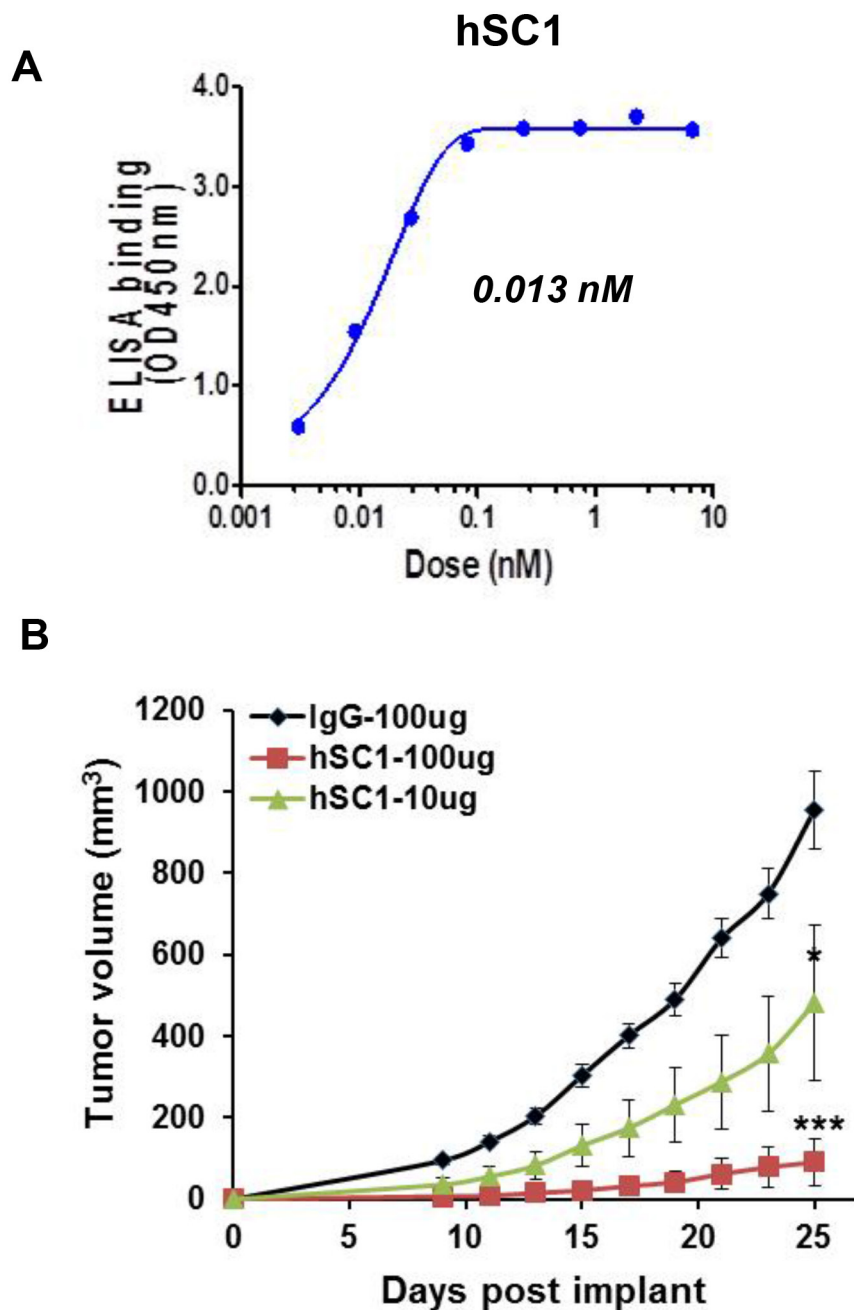 hSC1
A
ELISA binding
(OD450nm)
4.0
3.0
2.0
1.0
0.0
0.013 nM
0.001
0.01
0.1
1
10
Dose (nM)
B
Tumor volume (mm³)
1200
1000
800
600
400
200
0
IgG-100ug
hSC1-100ug
hSC1-10ug
*
***
0
5
10
15
20
25
Days post implant